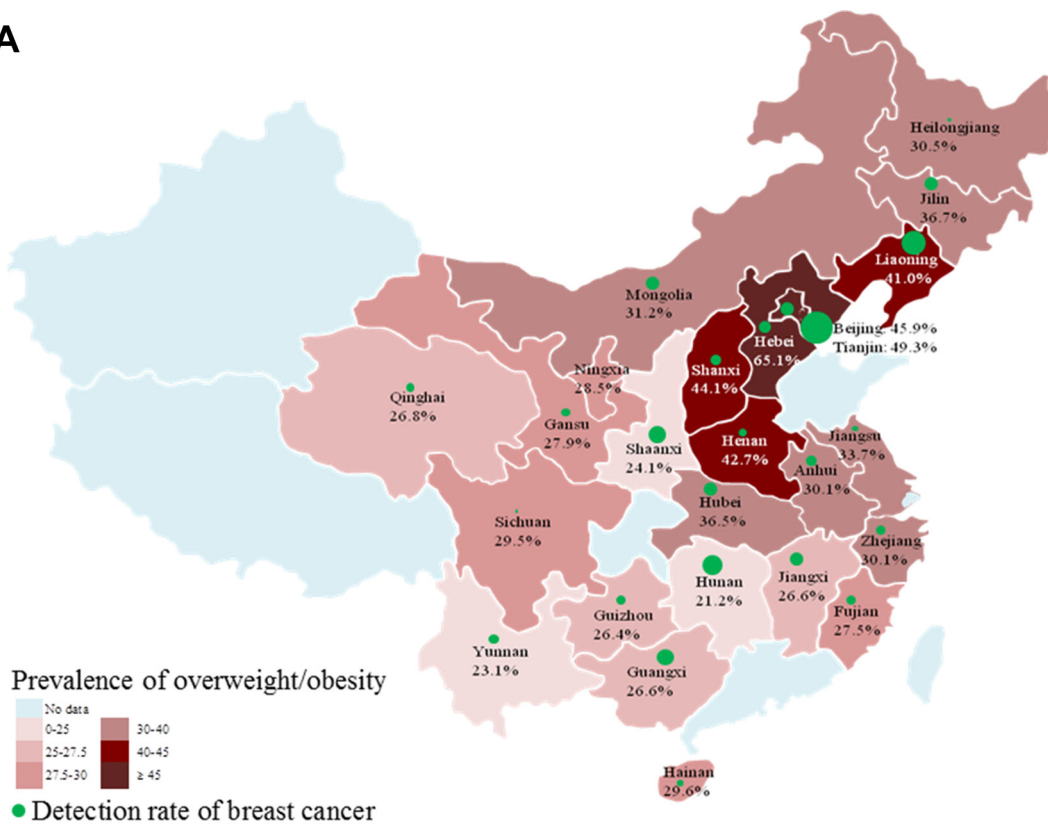 A
Heilongjiang
30.5%
Jilin
36.7%
Liaoning
41.0%
Mongolia
31.2%
Beijing: 45.9%
Tianjin: 49.3%
Hebei
65.1%
Shanxi
44.1%
Ningxia
28.5%
Qinghai
26.8%
Gansu
27.9%
Shaanxi
24.1%
Henan
42.7%
Jiangsu
33.7%
Anhui
30.1%
Hubei
36.5%
Sichuan
29.5%
Zhejiang
30.1%
Hunan
21.2%
Jiangxi
26.6%
Guizhou
26.4%
Fujian
27.5%
Yunnan
23.1%
Guangxi
26.6%
Hainan
29.6%
Prevalence of overweight/obesity
No data
0-25
25-27.5
27.5-30
30-40
40-45
≥ 45
Detection rate of breast cancer